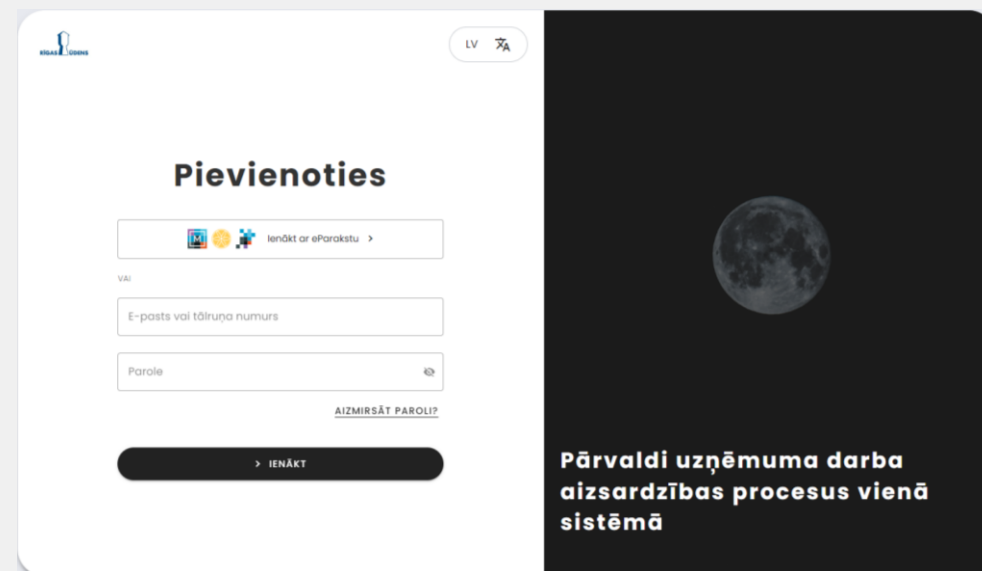 RĪGAS ŪDENS
LV
Pievienoties
Ienākt ar eParakstu
VAI
E-pasts vai tālruņa numurs
Parole
AIZMIRSĀT PAROLI?
IENĀKT
Pārvaldi uzņēmuma darba
aizsardzības procesus vienā
sistēmā